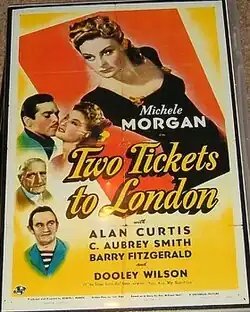 Michele
MORGAN
in
Two Tickets
to London
with
ALAN CURTIS
C. AUBREY SMITH
BARRY FITZGERALD
and
DOOLEY WILSON